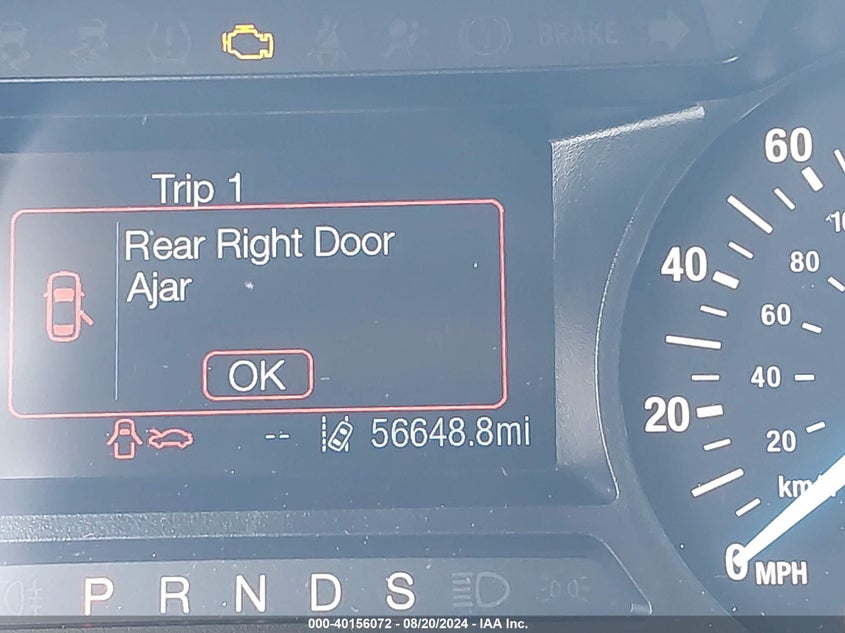 BRAKE
Trip 1
Rear Right Door
Ajar
OK
-- 56648.8mi
60
40
20
0 MPH
80
60
40
20
P R N D S
000-40156072 - 08/20/2024 - IAA Inc.